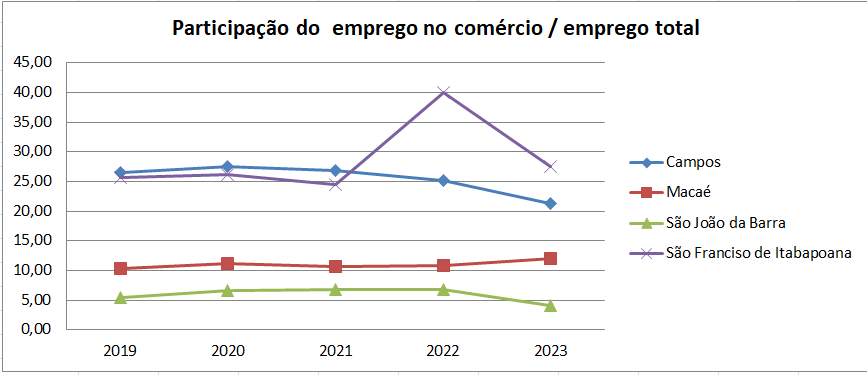 Participação do  emprego no comércio / emprego total
45,00
40,00
35,00
30,00
25,00
20,00
15,00
10,00
5,00
0,00
2019 2020 2021 2022 2023
Campos
Macaé
São João da Barra
São Franciso de Itabapoana